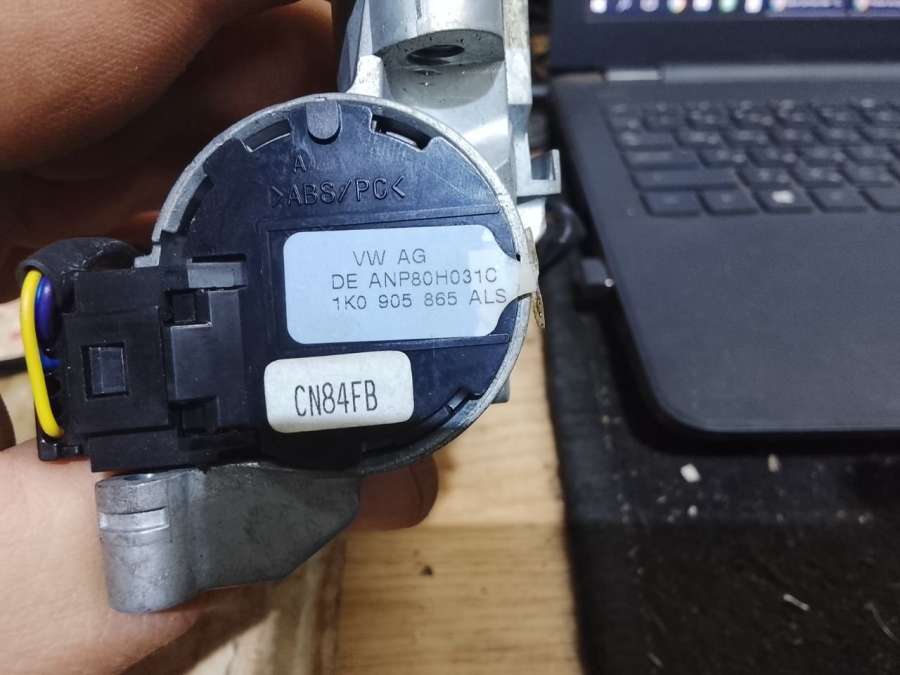 A
>ABS/PC<
VW AG
DE ANP80H031C
1K0 905 865 ALS
CN84FB